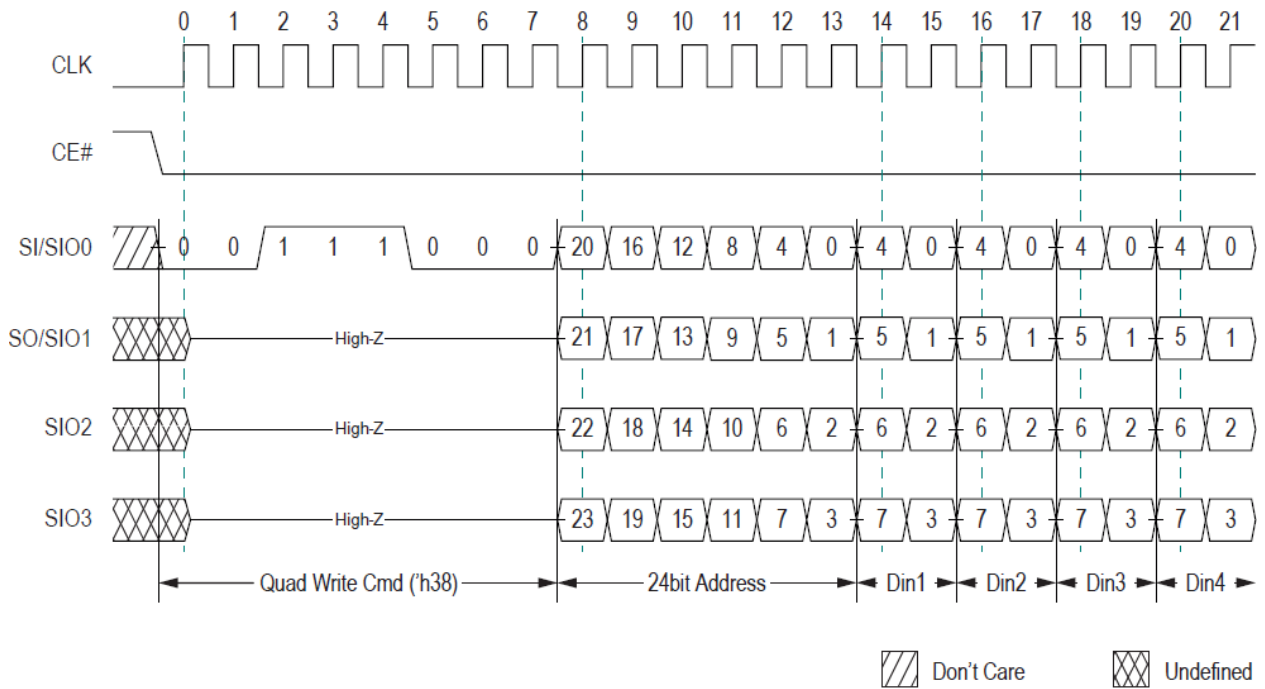 0 1 2 3 4 5 6 7 8 9 10 11 12 13 14 15 16 17 18 19 20 21
CLK
CE#
SI/SIO0 0 0 1 1 1 0 0 0 20 16 12 8 4 0 4 0 4 0 4 0 4 0
SO/SIO1 High-Z 21 17 13 9 5 1 5 1 5 1 5 1 5 1
SIO2 High-Z 22 18 14 10 6 2 6 2 6 2 6 2 6 2
SIO3 High-Z 23 19 15 11 7 3 7 3 7 3 7 3 7 3
Quad Write Cmd ('h38) 24bit Address Din1 Din2 Din3 Din4
Don't Care Undefined